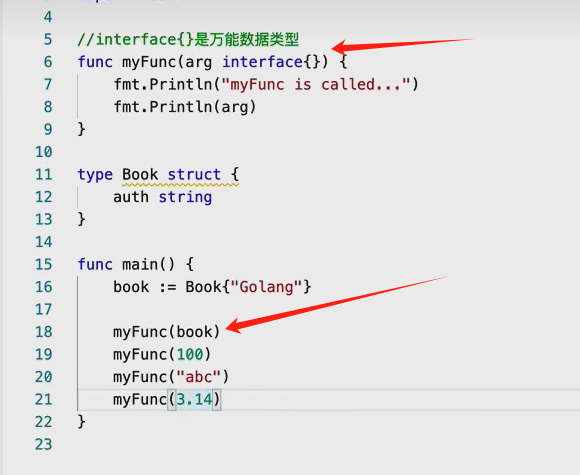 4
5 //interface{}是万能数据类型
6 func myFunc(arg interface{}) {
7 fmt.Println("myFunc is called...")
8 fmt.Println(arg)
9 }
10
11 type Book struct {
12 auth string
13 }
14
15 func main() {
16 book := Book{"Golang"}
17
18 myFunc(book)
19 myFunc(100)
20 myFunc("abc")
21 myFunc(3.14)
22 }
23